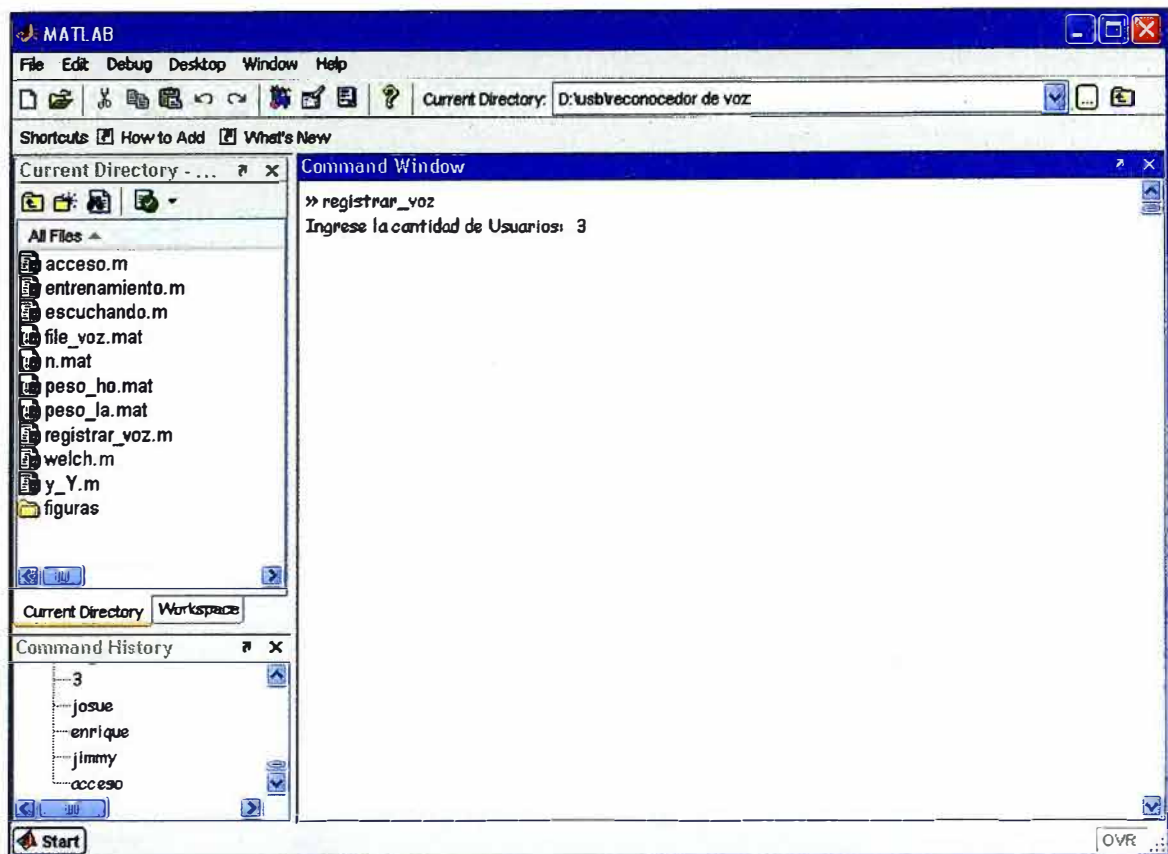 MATLAB
File Edit Debug Desktop Window Help
Current Directory: D:\usb\reconocedor de voz
Shortcuts How to Add What's New
Current Directory - ...
All Files
acceso.m
entrenamiento.m
escuchando.m
file_voz.mat
n.mat
peso_ho.mat
peso_la.mat
registrar_voz.m
welch.m
y_Y.m
figuras
Current Directory Workspace
Command History
3
josue
enrique
jimmy
acceso
Start
Command Window
>> registrar_voz
Ingrese la cantidad de Usuarios: 3
OVR